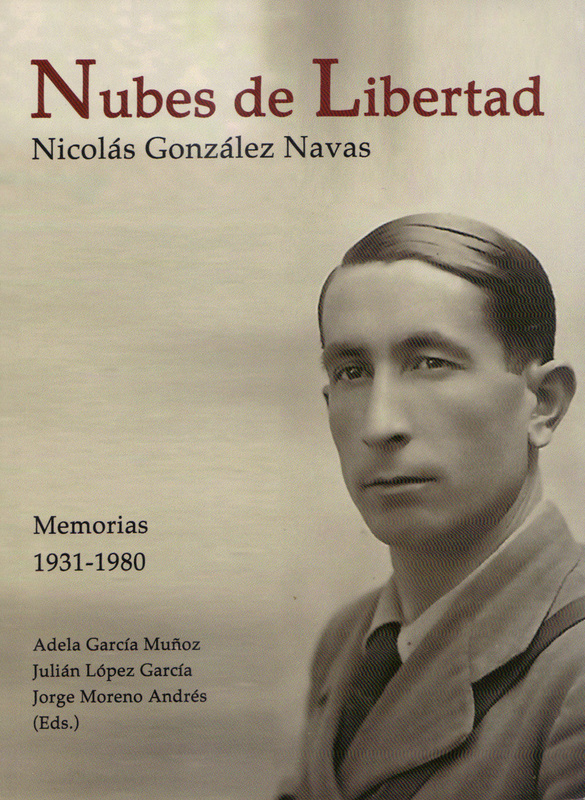 Nubes de Libertad
Nicolás González Navas
Memorias
1931-1980
Adela García Muñoz
Julián López García
Jorge Moreno Andrés
(Eds.)